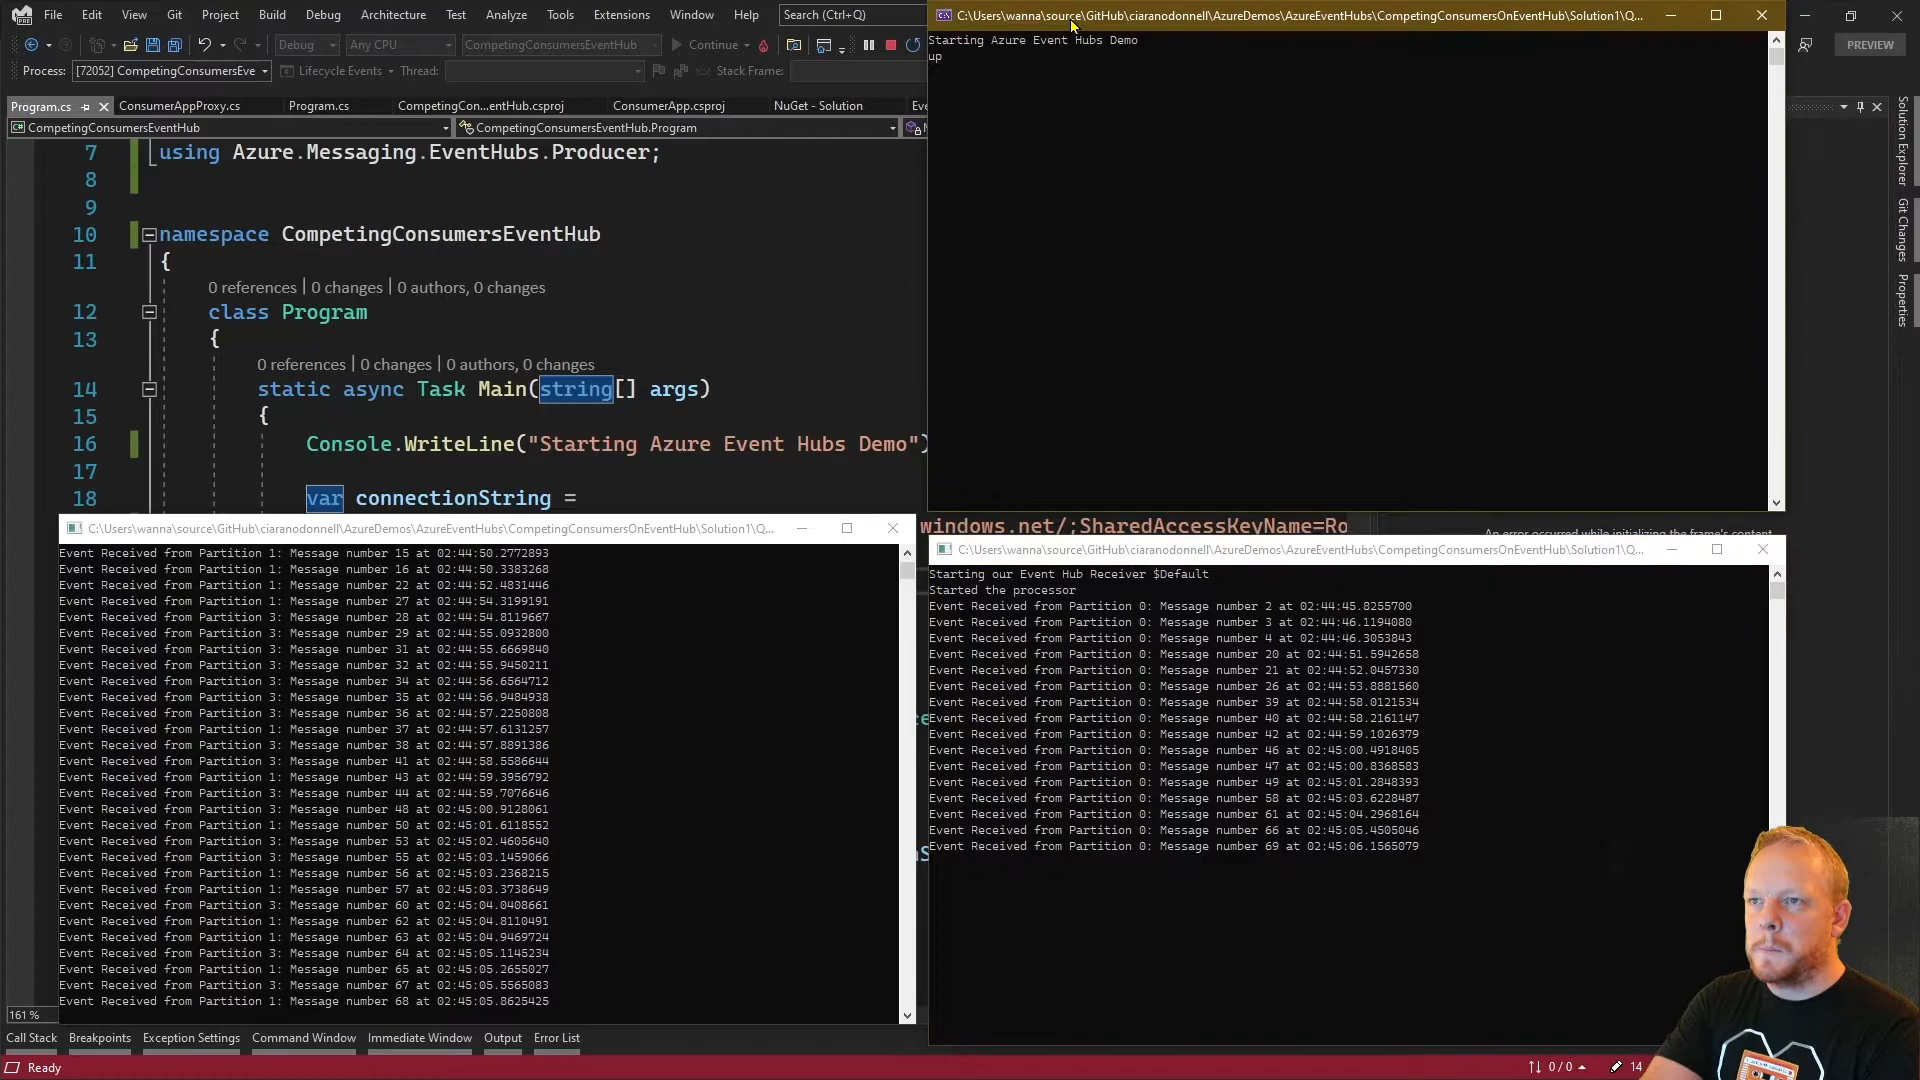 File Edit View Git Project Build Debug Architecture Test Analyze Tools Extensions Window Help Search (Ctrl+Q)
Debug Any CPU CompetingConsumersEventHub Continue PREVIEW
Process: [72052] CompetingConsumersEve Lifecycle Events Thread: Stack Frame:
Program.cs ConsumerAppProxy.cs Program.cs CompetingCon...entHub.csproj ConsumerApp.csproj NuGet - Solution Eve
CompetingConsumersEventHub CompetingConsumersEventHub.Program
7 using Azure.Messaging.EventHubs.Producer;
8
9
10 namespace CompetingConsumersEventHub
11 {
0 references | 0 changes | 0 authors, 0 changes
12 class Program
13 {
0 references | 0 changes | 0 authors, 0 changes
14 static async Task Main(string[] args)
15 {
16 Console.WriteLine("Starting Azure Event Hubs Demo")
17
18 var connectionString =
windows.net/;SharedAccessKeyName=Ro
An error occurred while initializing the frame's content
C:\Users\wanna\source\GitHub\ciaranodonnell\AzureDemos\AzureEventHubs\CompetingConsumersOnEventHub\Solution1\Q...
Starting Azure Event Hubs Demo
up
C:\Users\wanna\source\GitHub\ciaranodonnell\AzureDemos\AzureEventHubs\CompetingConsumersOnEventHub\Solution1\Q...
Event Received from Partition 1: Message number 15 at 02:44:50.2772893
Event Received from Partition 1: Message number 16 at 02:44:50.3383268
Event Received from Partition 1: Message number 22 at 02:44:52.4831446
Event Received from Partition 1: Message number 27 at 02:44:54.3199191
Event Received from Partition 3: Message number 28 at 02:44:54.8119667
Event Received from Partition 3: Message number 29 at 02:44:55.0932800
Event Received from Partition 3: Message number 31 at 02:44:55.6669840
Event Received from Partition 3: Message number 32 at 02:44:55.9450211
Event Received from Partition 3: Message number 34 at 02:44:56.6564712
Event Received from Partition 3: Message number 35 at 02:44:56.9484938
Event Received from Partition 3: Message number 36 at 02:44:57.2250808
Event Received from Partition 1: Message number 37 at 02:44:57.6131257
Event Received from Partition 3: Message number 38 at 02:44:57.8891386
Event Received from Partition 3: Message number 41 at 02:44:58.5586644
Event Received from Partition 1: Message number 43 at 02:44:59.3956792
Event Received from Partition 3: Message number 44 at 02:44:59.7076646
Event Received from Partition 3: Message number 48 at 02:45:00.9128061
Event Received from Partition 1: Message number 50 at 02:45:01.6118552
Event Received from Partition 3: Message number 53 at 02:45:02.4605640
Event Received from Partition 3: Message number 55 at 02:45:03.1459066
Event Received from Partition 1: Message number 56 at 02:45:03.2368215
Event Received from Partition 1: Message number 57 at 02:45:03.3738649
Event Received from Partition 3: Message number 60 at 02:45:04.0408661
Event Received from Partition 1: Message number 62 at 02:45:04.8110491
Event Received from Partition 1: Message number 63 at 02:45:04.9469724
Event Received from Partition 3: Message number 64 at 02:45:05.1145234
Event Received from Partition 1: Message number 65 at 02:45:05.2655027
Event Received from Partition 3: Message number 67 at 02:45:05.5565083
Event Received from Partition 1: Message number 68 at 02:45:05.8625425
C:\Users\wanna\source\GitHub\ciaranodonnell\AzureDemos\AzureEventHubs\CompetingConsumersOnEventHub\Solution1\Q...
Starting our Event Hub Receiver $Default
Started the processor
Event Received from Partition 0: Message number 2 at 02:44:45.8255700
Event Received from Partition 0: Message number 3 at 02:44:46.1194080
Event Received from Partition 0: Message number 4 at 02:44:46.3053843
Event Received from Partition 0: Message number 20 at 02:44:51.5942658
Event Received from Partition 0: Message number 21 at 02:44:52.0457330
Event Received from Partition 0: Message number 26 at 02:44:53.8881560
Event Received from Partition 0: Message number 39 at 02:44:58.0121534
Event Received from Partition 0: Message number 40 at 02:44:58.2161147
Event Received from Partition 0: Message number 42 at 02:44:59.1026379
Event Received from Partition 0: Message number 46 at 02:45:00.4918405
Event Received from Partition 0: Message number 47 at 02:45:00.8368583
Event Received from Partition 0: Message number 49 at 02:45:01.2848393
Event Received from Partition 0: Message number 58 at 02:45:03.6228487
Event Received from Partition 0: Message number 61 at 02:45:04.2968164
Event Received from Partition 0: Message number 66 at 02:45:05.4505046
Event Received from Partition 0: Message number 69 at 02:45:06.1565079
Solution Explorer
Git Changes
Properties
161 %
Call Stack Breakpoints Exception Settings Command Window Immediate Window Output Error List
Ready 0 / 0 14